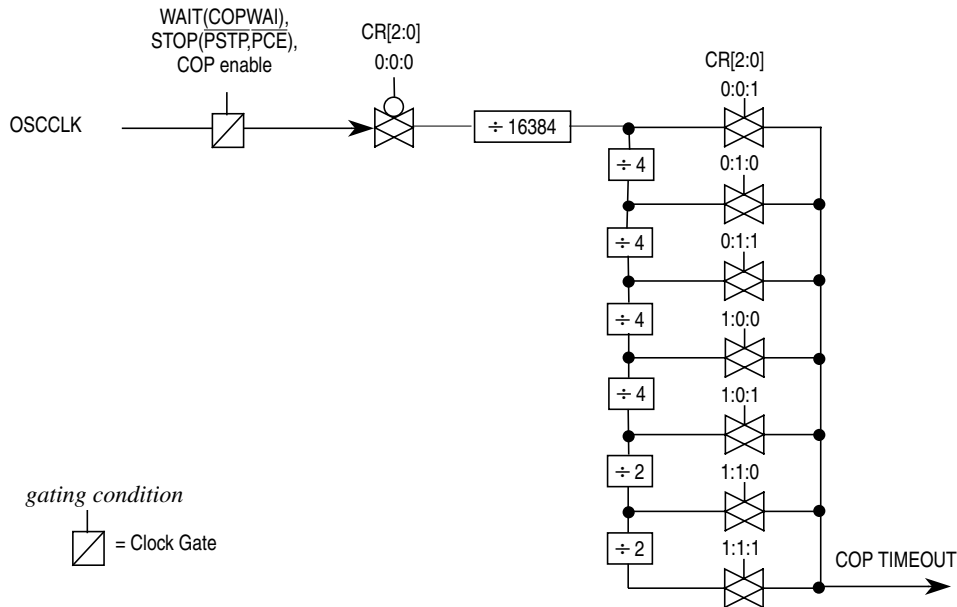 WAIT(COPWAI),
STOP(PSTP,PCE),
COP enable
CR[2:0]
0:0:0
CR[2:0]
0:0:1
OSCCLK
÷ 16384
÷ 4
0:1:0
÷ 4
0:1:1
÷ 4
1:0:0
÷ 4
1:0:1
÷ 2
1:1:0
÷ 2
1:1:1
gating condition
= Clock Gate
COP TIMEOUT